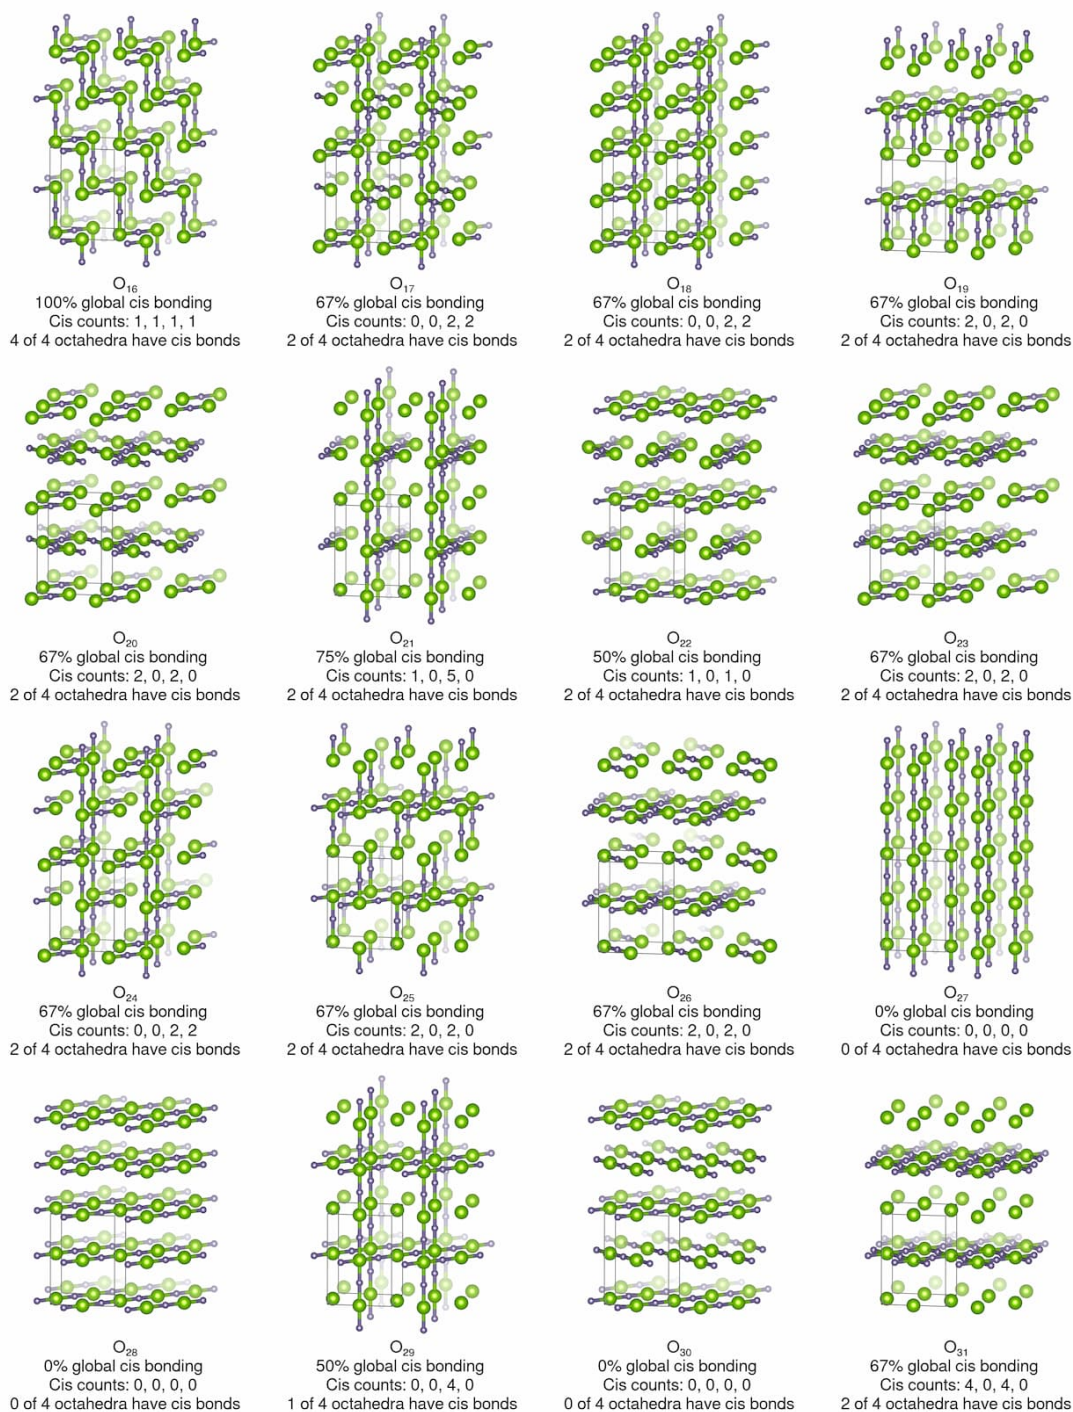 O₁₆
100% global cis bonding
Cis counts: 1, 1, 1, 1
4 of 4 octahedra have cis bonds
O₁₇
67% global cis bonding
Cis counts: 0, 0, 2, 2
2 of 4 octahedra have cis bonds
O₁₈
67% global cis bonding
Cis counts: 0, 0, 2, 2
2 of 4 octahedra have cis bonds
O₁₉
67% global cis bonding
Cis counts: 2, 0, 2, 0
2 of 4 octahedra have cis bonds
O₂₀
67% global cis bonding
Cis counts: 2, 0, 2, 0
2 of 4 octahedra have cis bonds
O₂₁
75% global cis bonding
Cis counts: 1, 0, 5, 0
2 of 4 octahedra have cis bonds
O₂₂
50% global cis bonding
Cis counts: 1, 0, 1, 0
2 of 4 octahedra have cis bonds
O₂₃
67% global cis bonding
Cis counts: 2, 0, 2, 0
2 of 4 octahedra have cis bonds
O₂₄
67% global cis bonding
Cis counts: 0, 0, 2, 2
2 of 4 octahedra have cis bonds
O₂₅
67% global cis bonding
Cis counts: 2, 0, 2, 0
2 of 4 octahedra have cis bonds
O₂₆
67% global cis bonding
Cis counts: 2, 0, 2, 0
2 of 4 octahedra have cis bonds
O₂₇
0% global cis bonding
Cis counts: 0, 0, 0, 0
0 of 4 octahedra have cis bonds
O₂₈
0% global cis bonding
Cis counts: 0, 0, 0, 0
0 of 4 octahedra have cis bonds
O₂₉
50% global cis bonding
Cis counts: 0, 0, 4, 0
1 of 4 octahedra have cis bonds
O₃₀
0% global cis bonding
Cis counts: 0, 0, 0, 0
0 of 4 octahedra have cis bonds
O₃₁
67% global cis bonding
Cis counts: 4, 0, 4, 0
2 of 4 octahedra have cis bonds